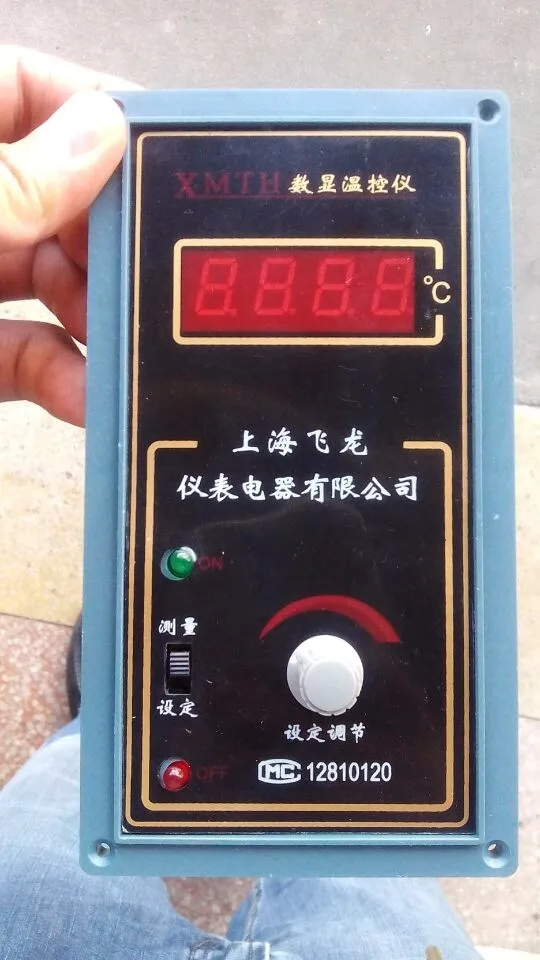 XMTH 数显温控仪
8.8.8.8
°C
上海飞龙
仪表电器有限公司
ON
测量
设定
设定调节
OFF
MC 12810120